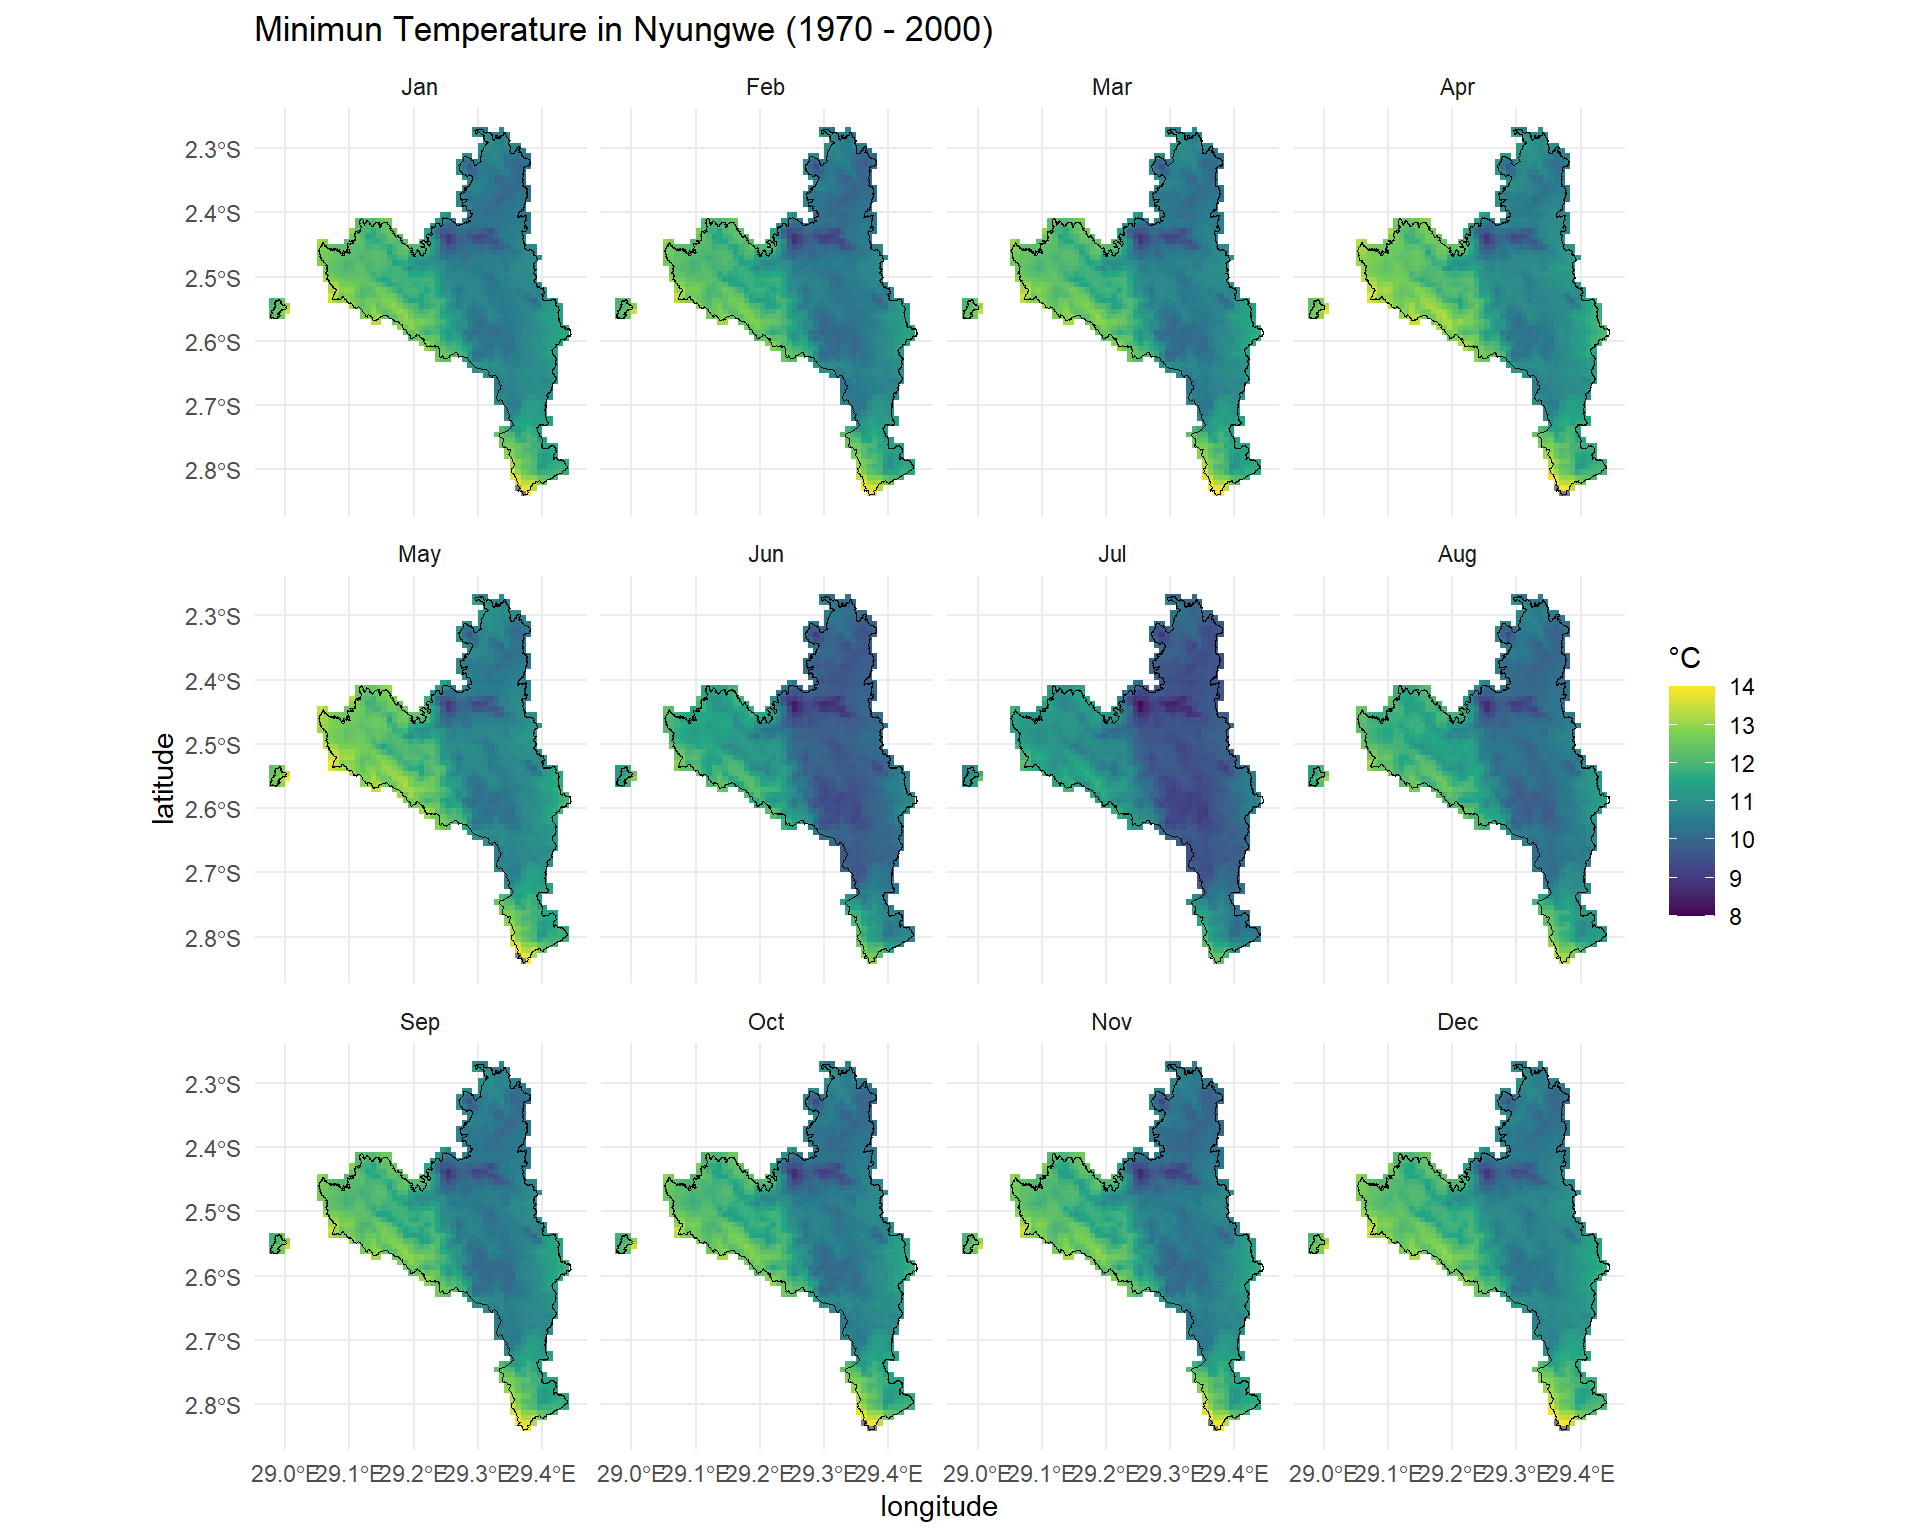 Minimun Temperature in Nyungwe (1970 - 2000)
Jan Feb Mar Apr
2.3°S
2.4°S
2.5°S
2.6°S
2.7°S
2.8°S
May Jun Jul Aug
2.3°S
2.4°S
2.5°S
2.6°S
2.7°S
2.8°S
latitude
°C
14
13
12
11
10
9
8
Sep Oct Nov Dec
2.3°S
2.4°S
2.5°S
2.6°S
2.7°S
2.8°S
29.0°E 29.1°E 29.2°E 29.3°E 29.4°E 29.0°E 29.1°E 29.2°E 29.3°E 29.4°E 29.0°E 29.1°E 29.2°E 29.3°E 29.4°E 29.0°E 29.1°E 29.2°E 29.3°E 29.4°E
longitude